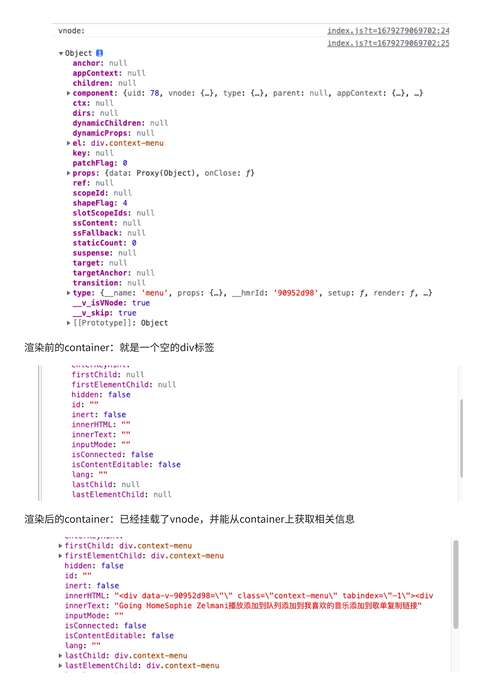 vnode: index.js?t=1679279069702:24
index.js?t=1679279069702:25
▼Object i
anchor: null
appContext: null
children: null
▶component: {uid: 78, vnode: {…}, type: {…}, parent: null, appContext: {…}, …}
ctx: null
dirs: null
dynamicChildren: null
dynamicProps: null
▶el: div.context-menu
key: null
patchFlag: 0
▶props: {data: Proxy(Object), onClose: ƒ}
ref: null
scopeId: null
shapeFlag: 4
slotScopeIds: null
ssContent: null
ssFallback: null
staticCount: 0
suspense: null
target: null
targetAnchor: null
transition: null
▶type: {__name: 'menu', props: {…}, __hmrId: '90952d98', setup: ƒ, render: ƒ, …}
__v_isVNode: true
__v_skip: true
▶[[Prototype]]: Object
渲染前的container：就是一个空的div标签
firstChild: null
firstElementChild: null
hidden: false
id: ""
inert: false
innerHTML: ""
innerText: ""
inputMode: ""
isConnected: false
isContentEditable: false
lang: ""
lastChild: null
lastElementChild: null
渲染后的container：已经挂载了vnode，并能从container上获取相关信息
▶firstChild: div.context-menu
▶firstElementChild: div.context-menu
hidden: false
id: ""
inert: false
innerHTML: "<div data-v-90952d98=\"\" class=\"context-menu\" tabindex=\"-1\"><div
innerText: "Going HomeSophie Zelmani播放添加到队列添加到我喜欢的音乐添加到歌单复制链接"
inputMode: ""
isConnected: false
isContentEditable: false
lang: ""
▶lastChild: div.context-menu
▶lastElementChild: div.context-menu